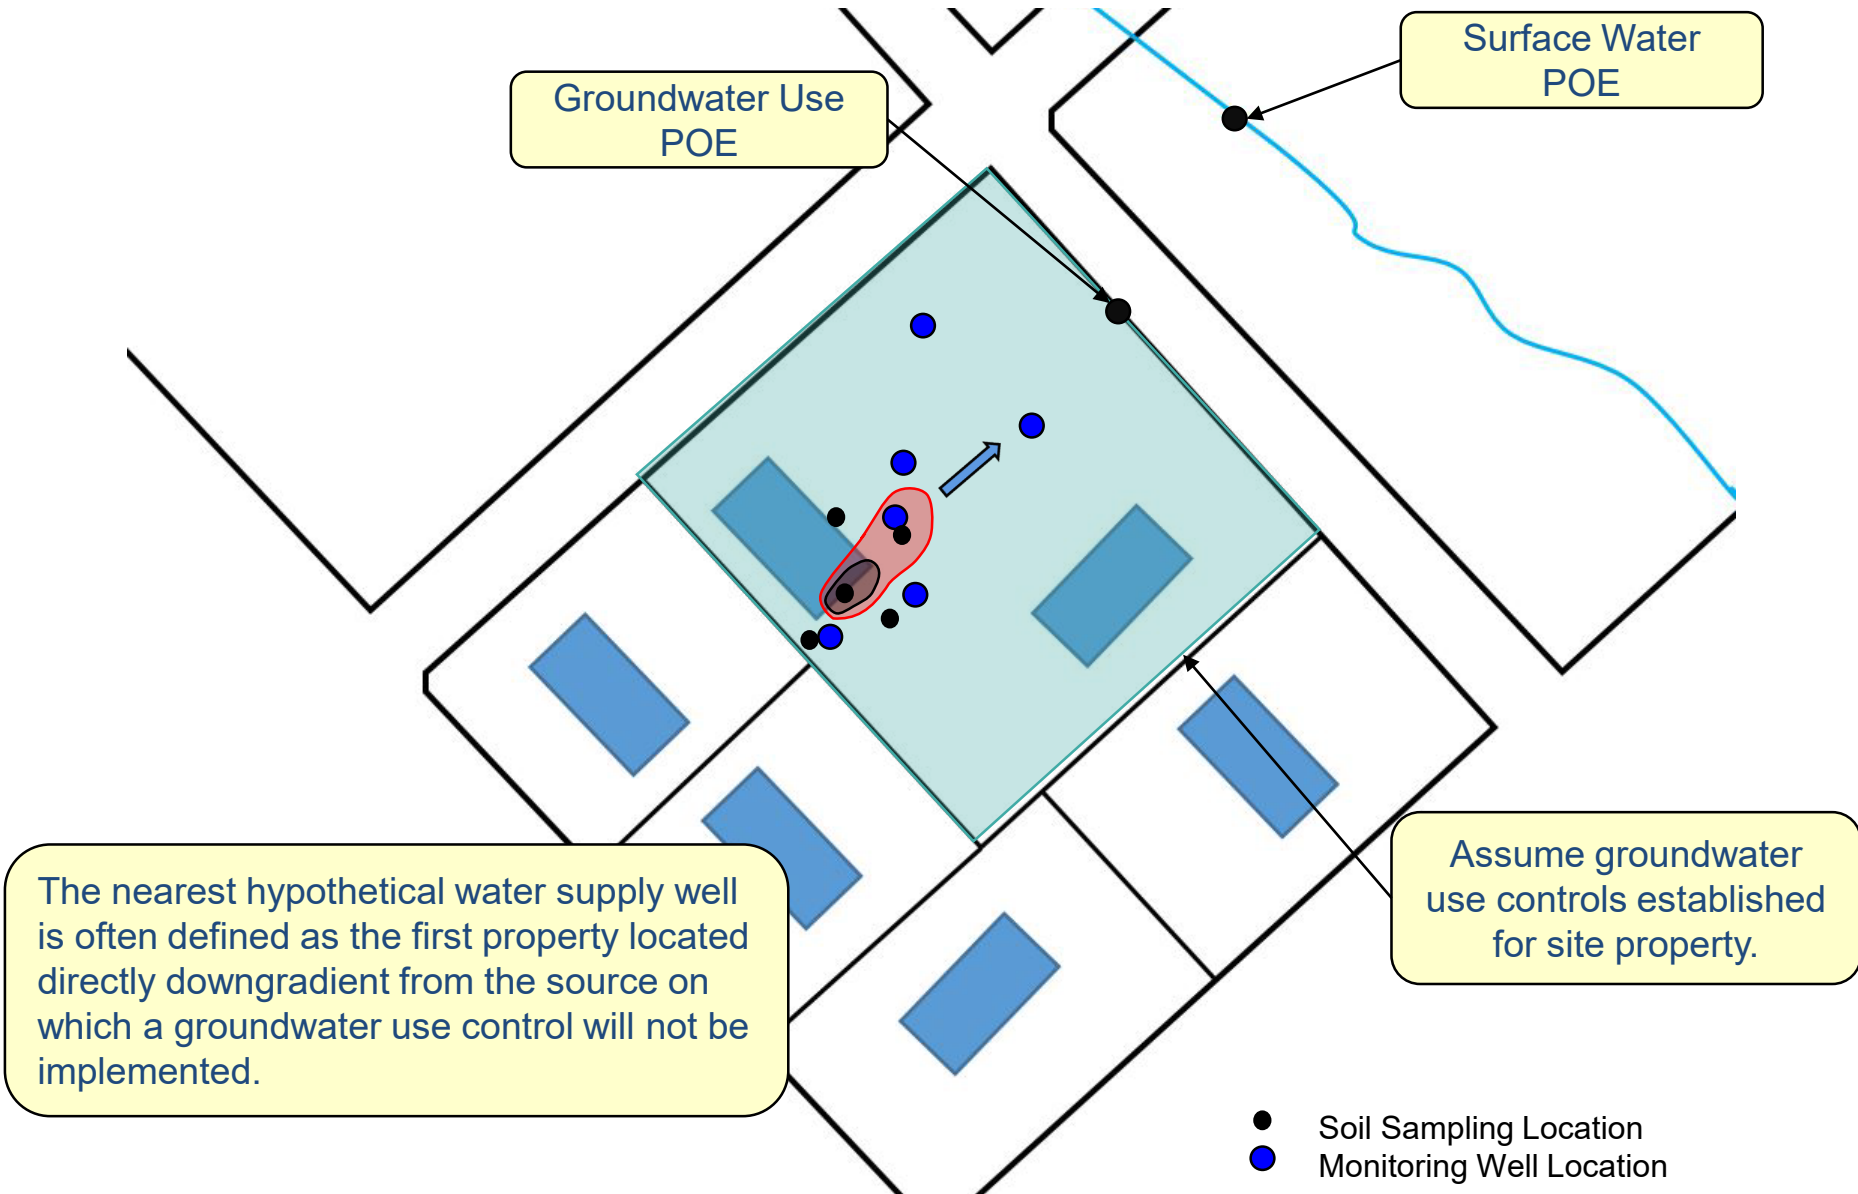 Surface Water
POE
Groundwater Use
POE
The nearest hypothetical water supply well
is often defined as the first property located
directly downgradient from the source on
which a groundwater use control will not be
implemented.
Assume groundwater
use controls established
for site property.
Soil Sampling Location
Monitoring Well Location